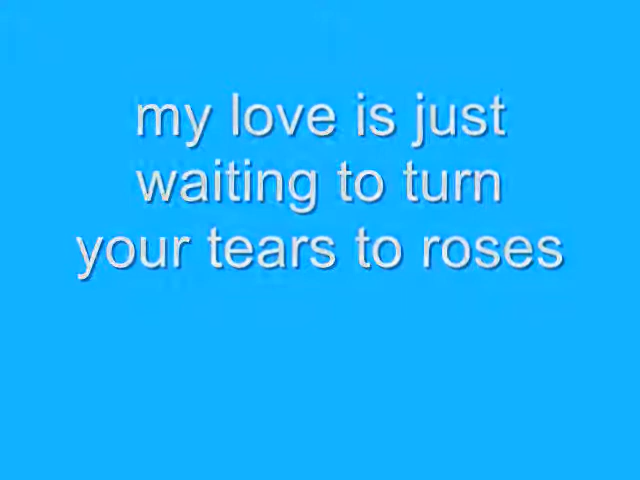 my love is just
waiting to turn
your tears to roses